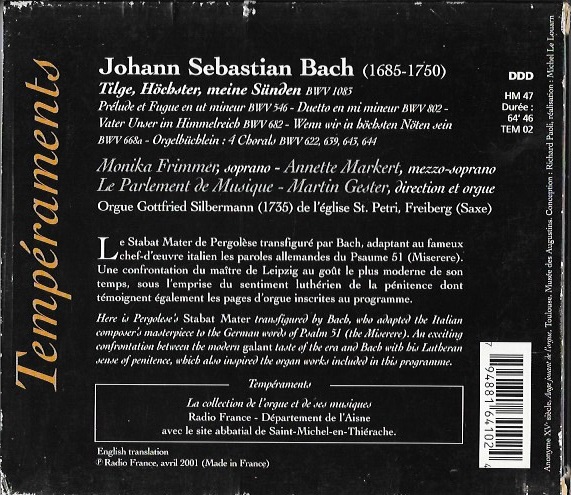 Tempéraments
Johann Sebastian Bach (1685-1750)
Tilge, Höchster, meine Sünden BWV 1083
Prélude et Fugue en ut mineur BWV 546 - Duetto en mi mineur BWV 802 -
Vater Unser im Himmelreich BWV 682 - Wenn wir in höchsten Nöten sein
BWV 668a - Orgelbüchlein : 4 Chorals BWV 622, 639, 643, 644
Monika Frimmer, soprano - Annette Markert, mezzo-soprano
Le Parlement de Musique - Martin Gester, direction et orgue
Orgue Gottfried Silbermann (1735) de l'église St. Petri, Freiberg (Saxe)
DDD
HM 47
Durée :
64' 46
TEM 02
Le Stabat Mater de Pergolèse transfiguré par Bach, adaptant au fameux
chef-d'œuvre italien les paroles allemandes du Psaume 51 (Miserere).
Une confrontation du maître de Leipzig au goût le plus moderne de son
temps, sous l'emprise du sentiment luthérien de la pénitence dont
témoignent également les pages d'orgue inscrites au programme.
Here is Pergolese's Stabat Mater transfigured by Bach, who adapted the Italian
composer's masterpiece to the German words of Psalm 51 (the Miserere). An exciting
confrontation between the modern galant taste of the era and Bach with his Lutheran
sense of penitence, which also inspired the organ works included in this programme.
Tempéraments
La collection de l'orgue et de ses musiques
Radio France - Département de l'Aisne
avec le site abbatial de Saint-Michel-en-Thiérache.
English translation
℗ Radio France, avril 2001 (Made in France)
7 94881 64102 4
Anonyme XVe siècle, Ange jouant de l'orgue, Toulouse, Musée des Augustins. Conception : Richard Paoli, réalisation : Michel Le Louarn